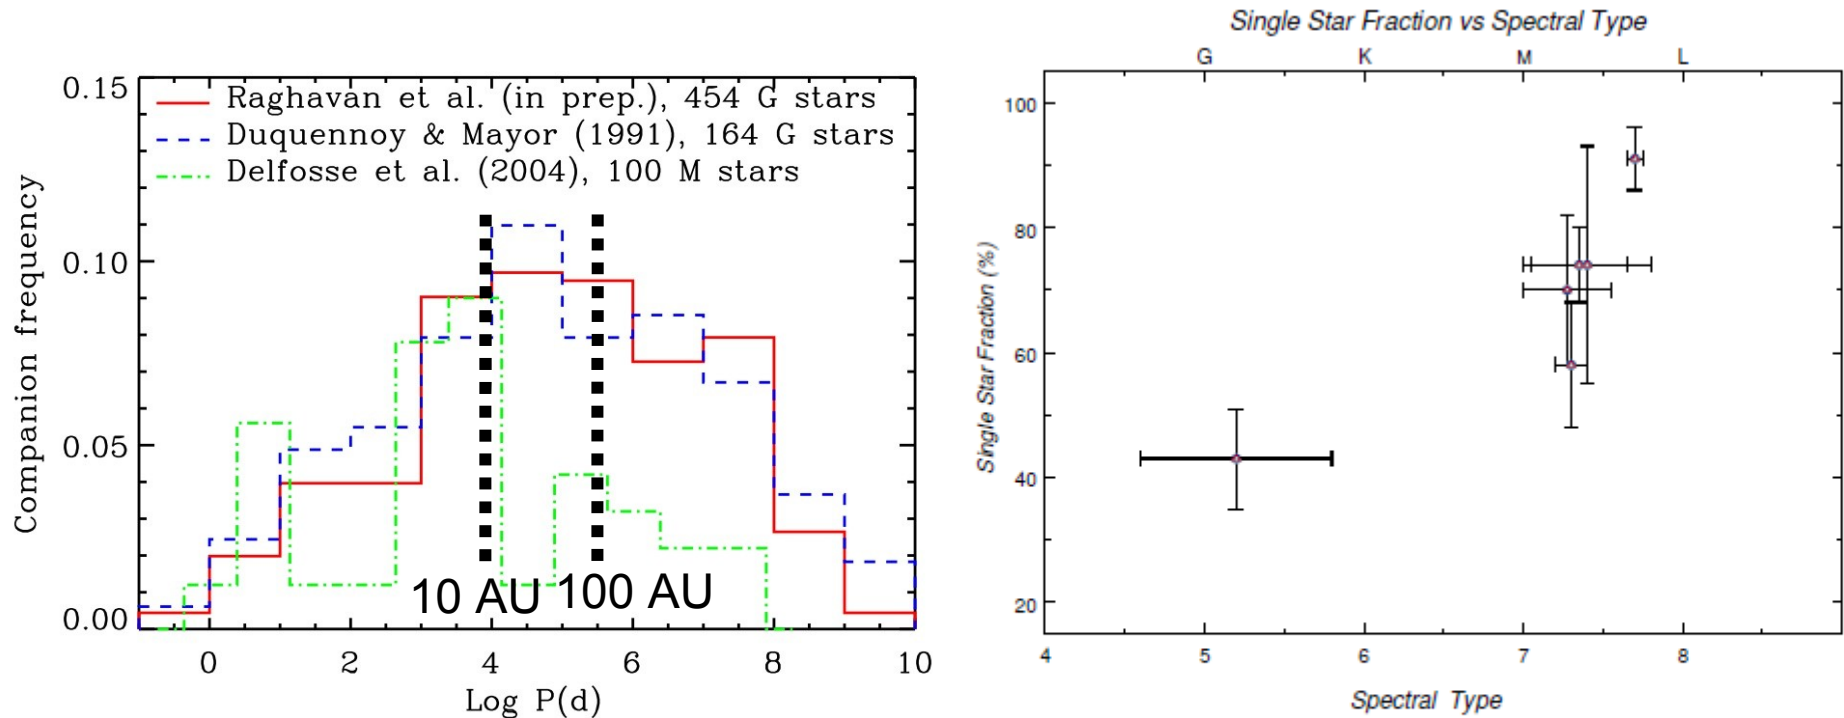 0.15
0.10
0.05
0.00
Companion frequency
Raghavan et al. (in prep.), 454 G stars
Duquennoy & Mayor (1991), 164 G stars
Delfosse et al. (2004), 100 M stars
10 AU
100 AU
0 2 4 6 8 10
Log P(d)
Single Star Fraction vs Spectral Type
G K M L
100
80
60
40
20
Single Star Fraction (%)
4 5 6 7 8
Spectral Type